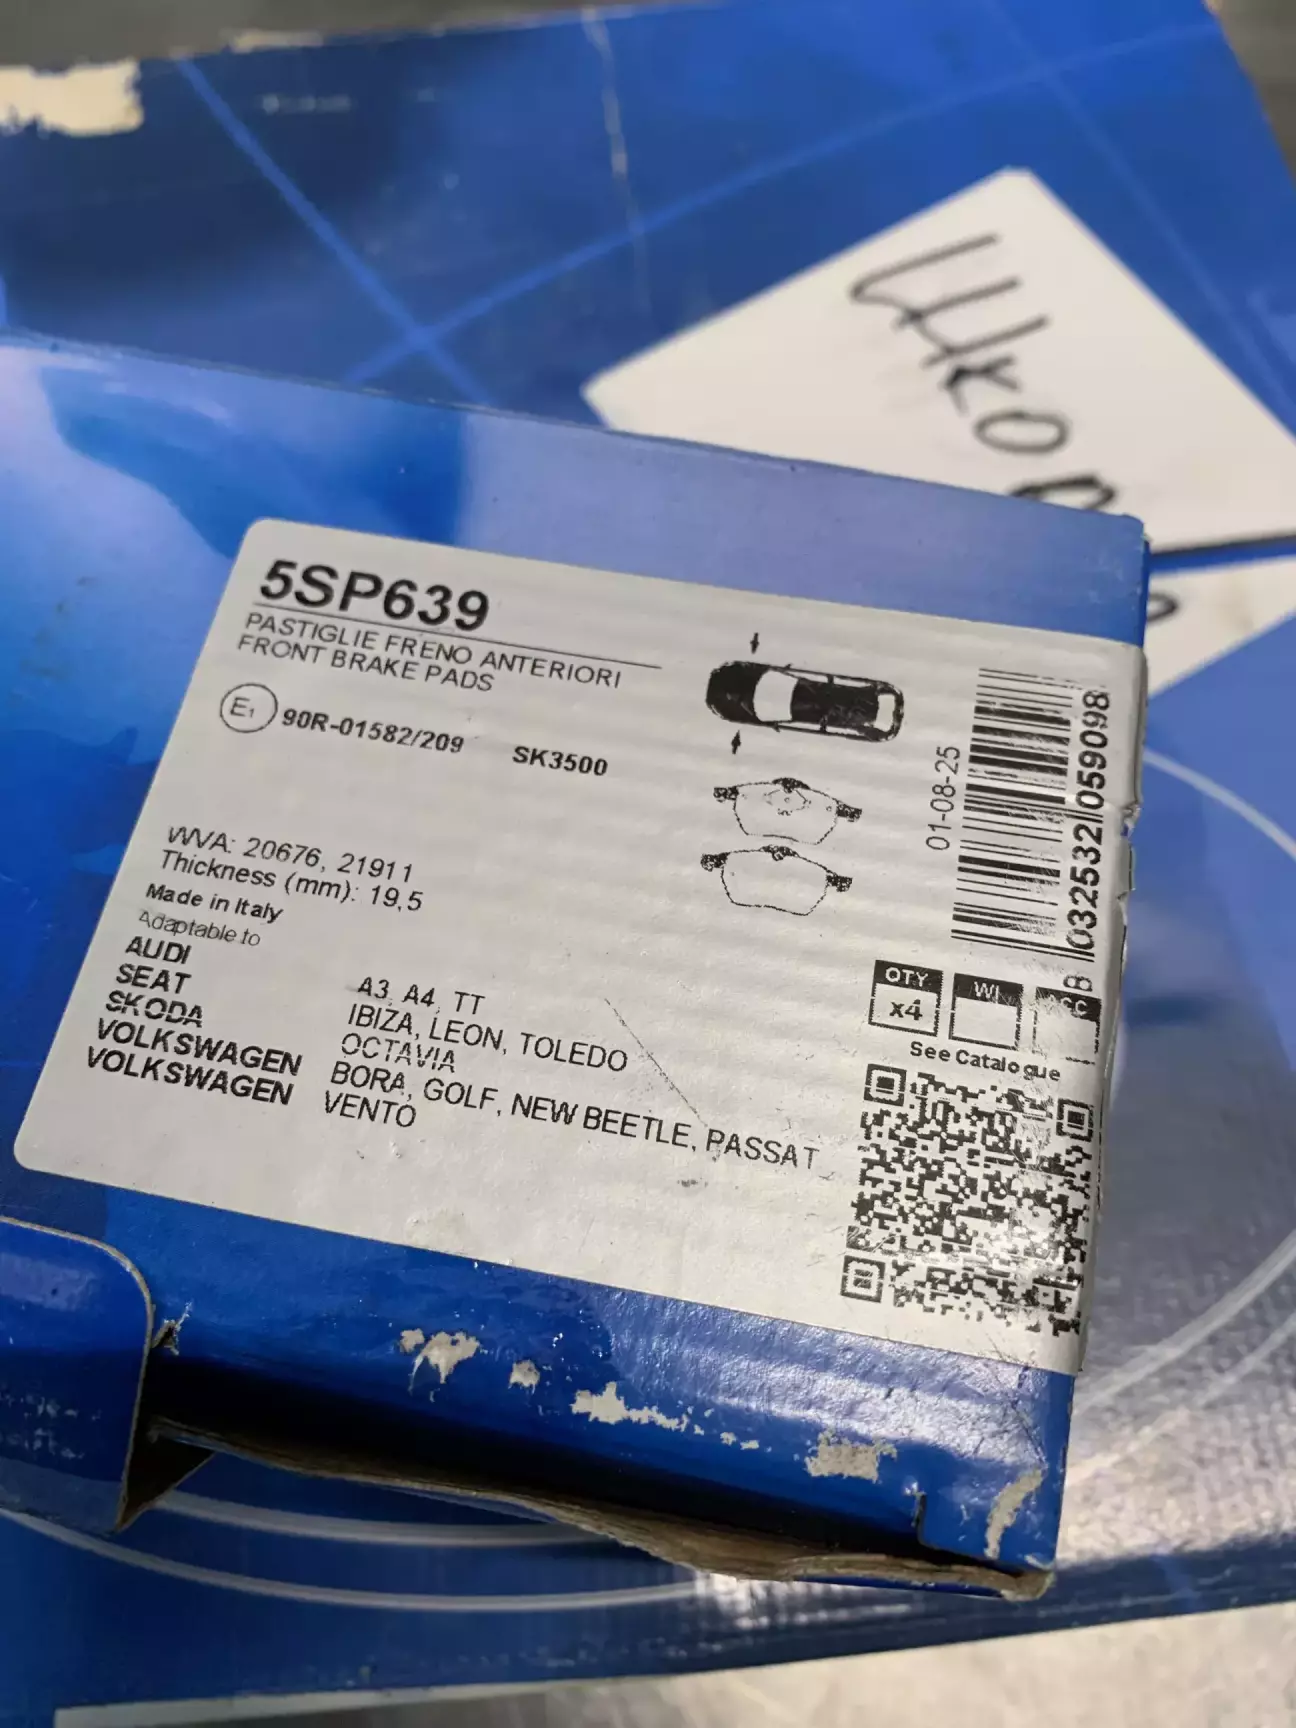 5SP639
PASTIGLIE FRENO ANTERIORI
FRONT BRAKE PADS
E1 90R-01582/209 SK3500
WVA: 20676, 21911
Thickness (mm): 19,5
Made in Italy
Adaptable to
AUDI A3, A4, TT
SEAT IBIZA, LEON, TOLEDO
SKODA OCTAVIA
VOLKSWAGEN BORA, GOLF, NEW BEETLE, PASSAT
VOLKSWAGEN VENTO
01-08-25
8 032532 059098
QTY
x4
WI
See Catalogue